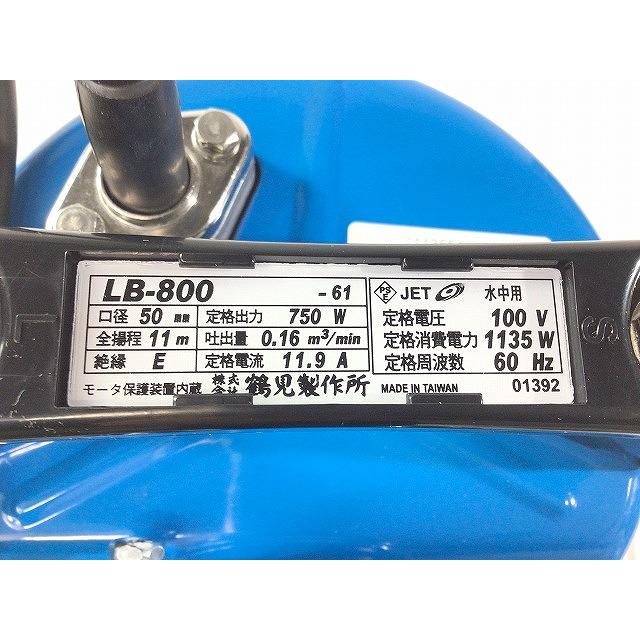 LB-800 -61
口径 50 mm 定格出力 750 W
全揚程 11 m 吐出量 0.16 m³/min
絶縁 E 定格電流 11.9 A
モータ保護装置内蔵 株式会社 鶴見製作所
PSE JET 水中用
定格電圧 100 V
定格消費電力 1135 W
定格周波数 60 Hz
MADE IN TAIWAN 01392